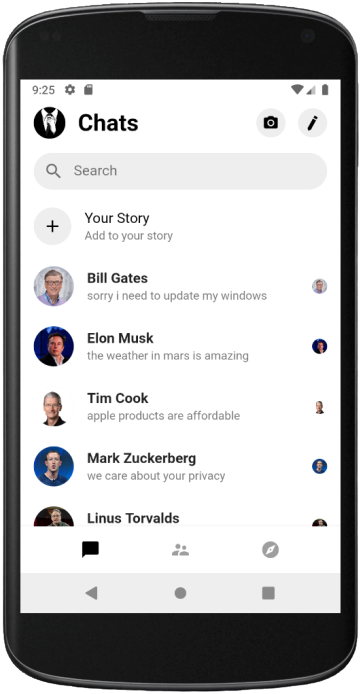 9:25
Chats
Search
Your Story
Add to your story
Bill Gates
sorry i need to update my windows
Elon Musk
the weather in mars is amazing
Tim Cook
apple products are affordable
Mark Zuckerberg
we care about your privacy
Linus Torvalds